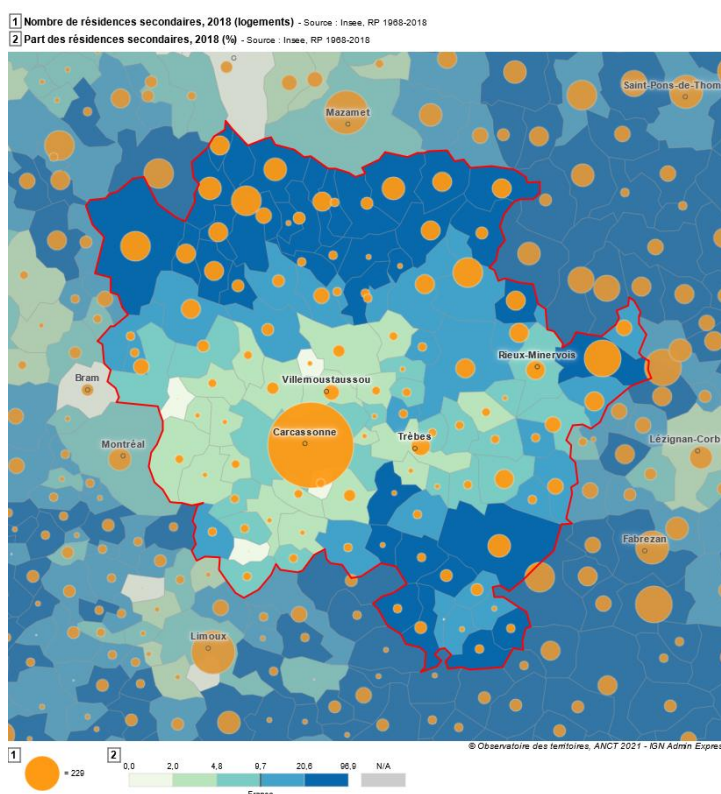 1 Nombre de résidences secondaires, 2018 (logements) - Source : Insee, RP 1968-2018
2 Part des résidences secondaires, 2018 (%) - Source : Insee, RP 1968-2018
Saint-Pons-de-Thom
Mazamet
Rieux-Minervois
Bram
Villemoustaussou
Carcassonne
Trèbes
Montréal
Lézignan-Corb
Fabrezan
Limoux
© Observatoire des territoires, ANCT 2021 - IGN Admin Expres
1
2
= 229
0,0 2,0 4,8 9,7 20,6 96,9 N/A
France